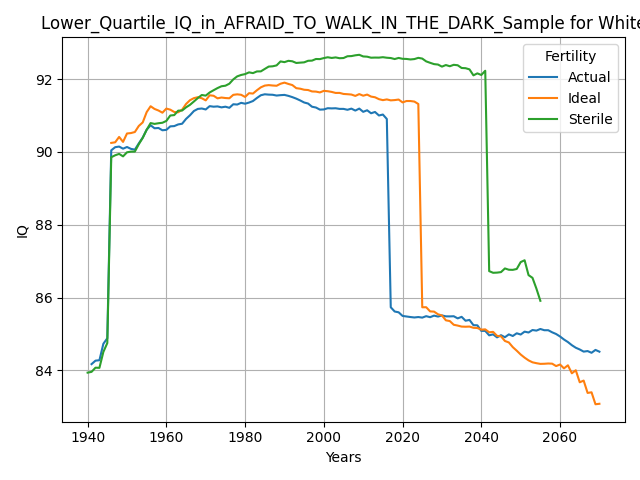 Lower_Quartile_IQ_in_AFRAID_TO_WALK_IN_THE_DARK_Sample for White
Fertility
Actual
Ideal
Sterile
IQ
92
90
88
86
84
1940 1960 1980 2000 2020 2040 2060
Years